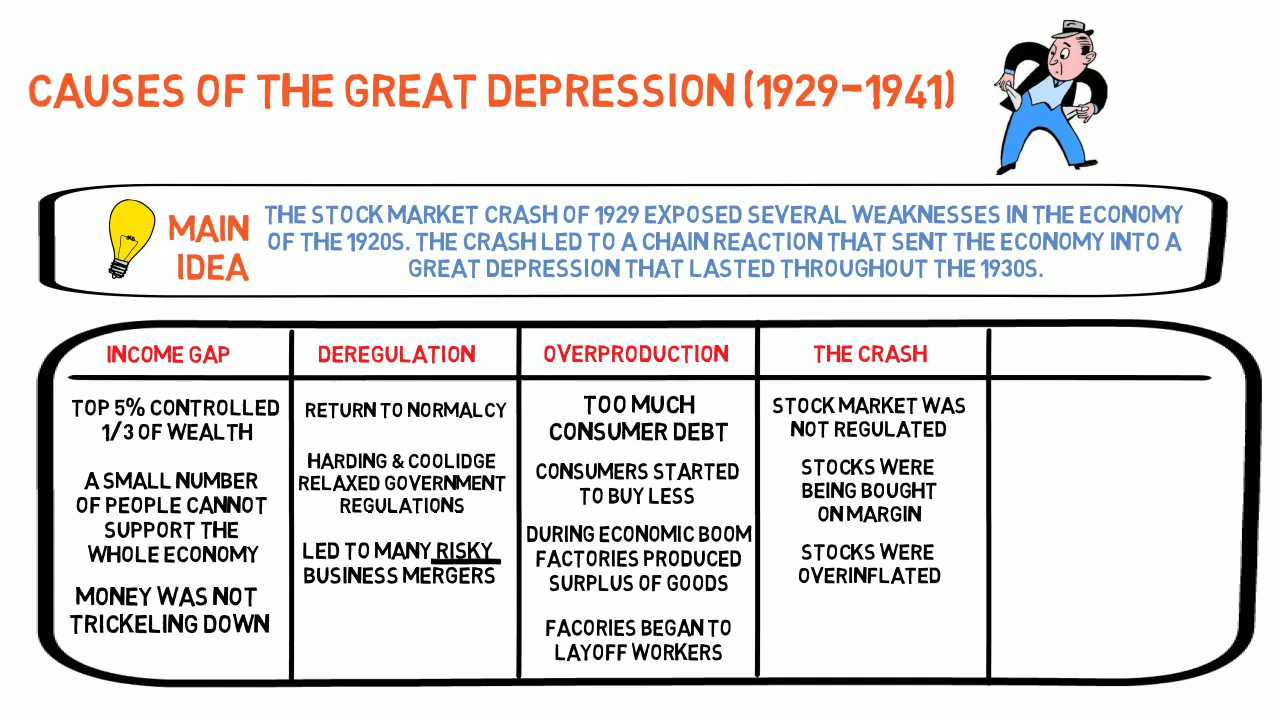 CAUSES OF THE GREAT DEPRESSION (1929-1941)
MAIN
IDEA
THE STOCK MARKET CRASH OF 1929 EXPOSED SEVERAL WEAKNESSES IN THE ECONOMY
OF THE 1920S. THE CRASH LED TO A CHAIN REACTION THAT SENT THE ECONOMY INTO A
GREAT DEPRESSION THAT LASTED THROUGHOUT THE 1930S.
INCOME GAP
TOP 5% CONTROLLED
1/3 OF WEALTH
A SMALL NUMBER
OF PEOPLE CANNOT
SUPPORT THE
WHOLE ECONOMY
MONEY WAS NOT
TRICKELING DOWN
DEREGULATION
RETURN TO NORMALCY
HARDING & COOLIDGE
RELAXED GOVERNMENT
REGULATIONS
LED TO MANY RISKY
BUSINESS MERGERS
OVERPRODUCTION
TOO MUCH
CONSUMER DEBT
CONSUMERS STARTED
TO BUY LESS
DURING ECONOMIC BOOM
FACTORIES PRODUCED
SURPLUS OF GOODS
FACORIES BEGAN TO
LAYOFF WORKERS
THE CRASH
STOCK MARKET WAS
NOT REGULATED
STOCKS WERE
BEING BOUGHT
ON MARGIN
STOCKS WERE
OVERINFLATED